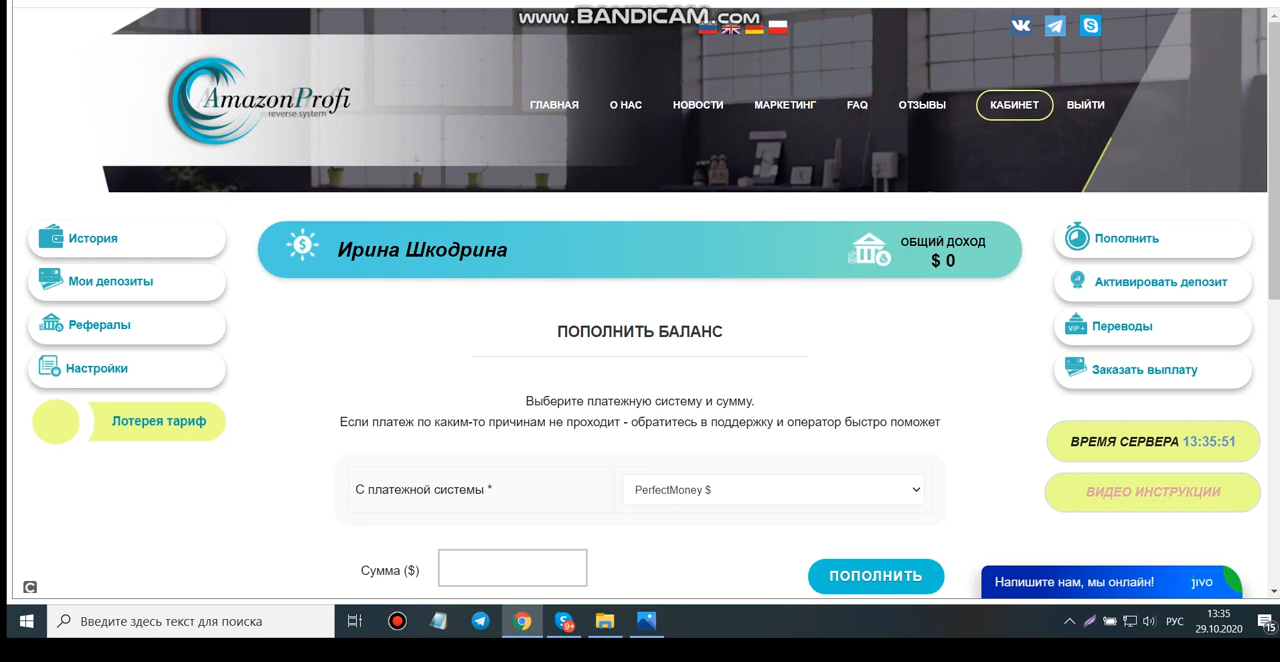 www.BANDICAM.com
AmazonProfi
reverse system
ГЛАВНАЯ О НАС НОВОСТИ МАРКЕТИНГ FAQ ОТЗЫВЫ КАБИНЕТ ВЫЙТИ
История
Мои депозиты
Рефералы
Настройки
Лотерея тариф
Ирина Шкодрина
ОБЩИЙ ДОХОД
$ 0
ПОПОЛНИТЬ БАЛАНС
Выберите платежную систему и сумму.
Если платеж по каким-то причинам не проходит - обратитесь в поддержку и оператор быстро поможет
С платежной системы * PerfectMoney $
Сумма ($) ПОПОЛНИТЬ
Пополнить
Активировать депозит
VIP+ Переводы
Заказать выплату
ВРЕМЯ СЕРВЕРА 13:35:51
ВИДЕО ИНСТРУКЦИИ
Напишите нам, мы онлайн! jivo
Введите здесь текст для поиска
9+
РУС
13:35
29.10.2020
15